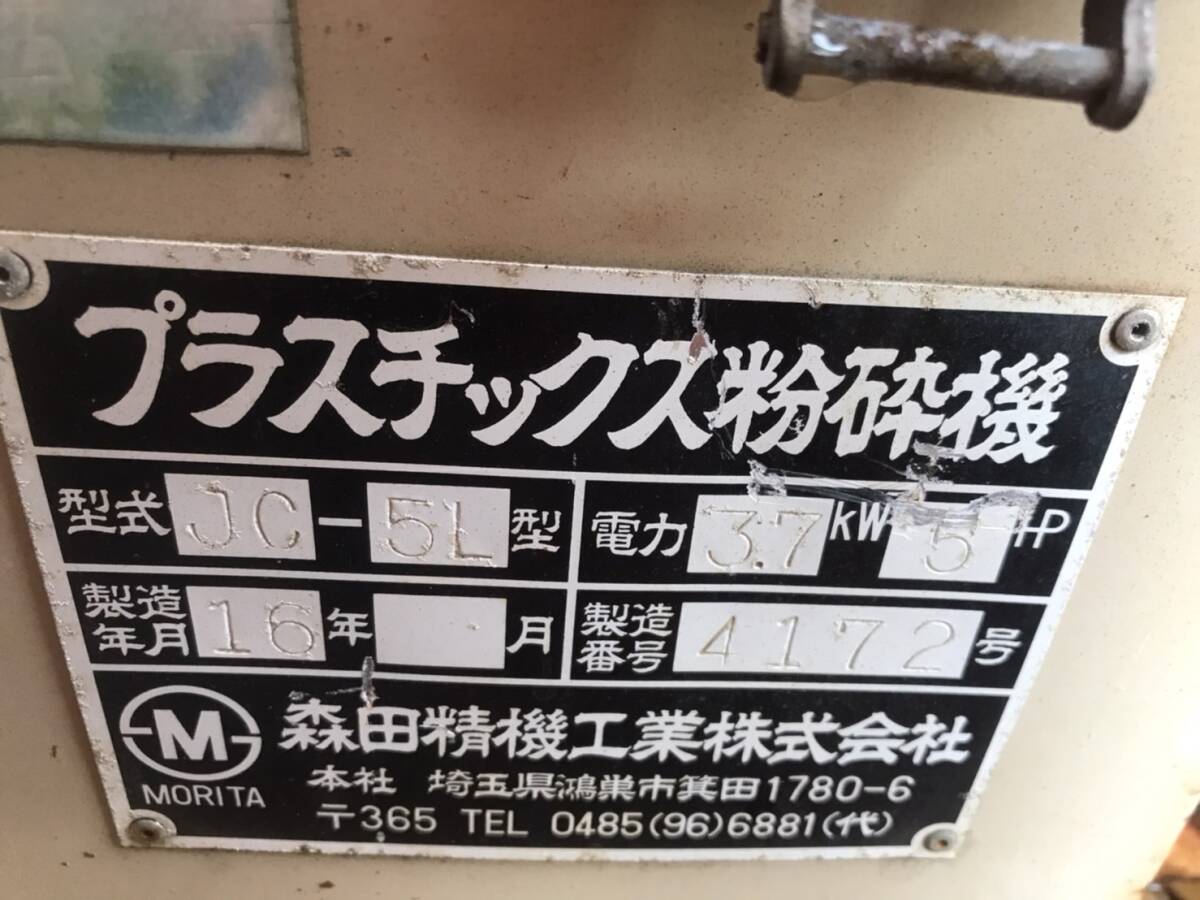 プラスチックス粉砕機
型式 JC-5L 型 電力 3.7 kW 5 HP
製造年月 16 年 月 製造番号 4172 号
M
MORITA
森田精機工業株式会社
本社 埼玉県鴻巣市箕田1780-6
〒365 TEL 0485(96)6881(代)